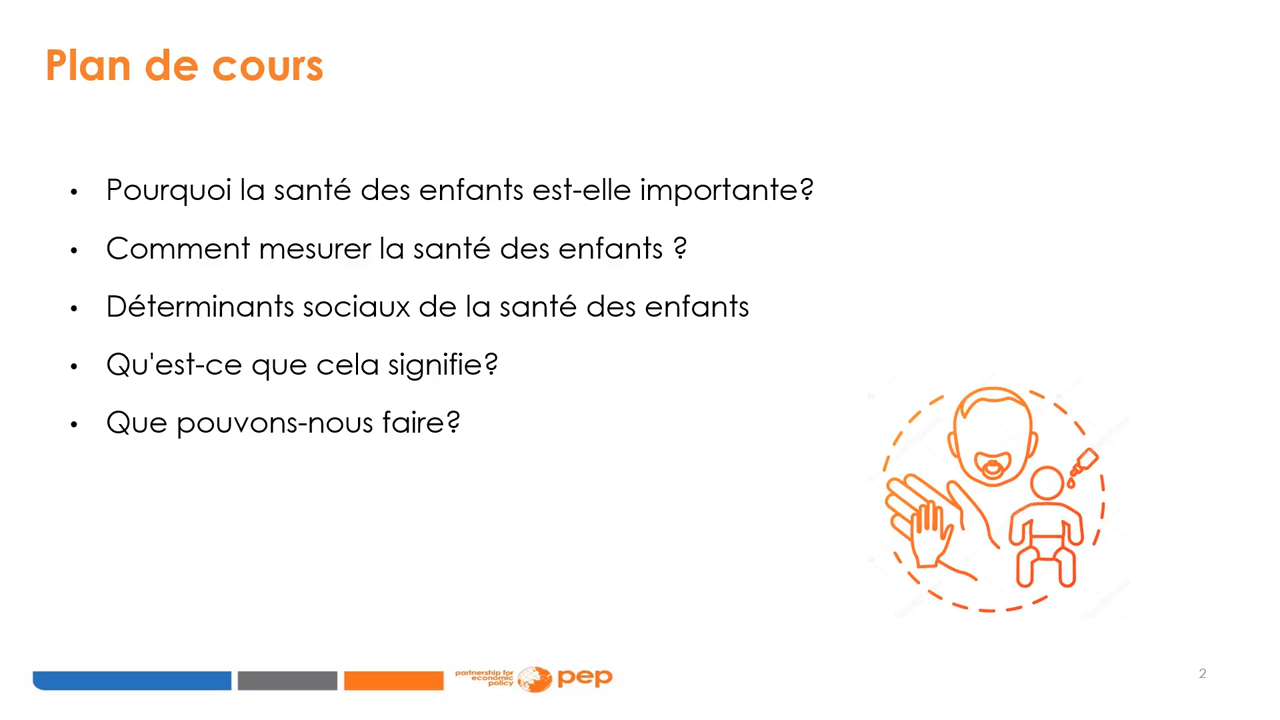 Plan de cours
• Pourquoi la santé des enfants est-elle importante?
• Comment mesurer la santé des enfants ?
• Déterminants sociaux de la santé des enfants
• Qu'est-ce que cela signifie?
• Que pouvons-nous faire?
partnership for
economic
policy
pep
2